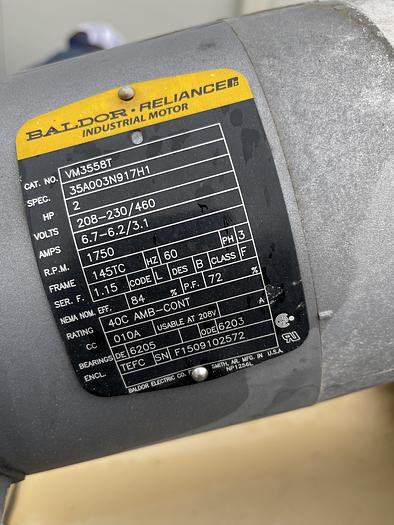 BALDOR · RELIANCE
INDUSTRIAL MOTOR
CAT. NO. VM3558T
SPEC. 35A003N917H1
HP 2
VOLTS 208-230/460
AMPS 6.7-6.2/3.1
R.P.M. 1750
FRAME 145TC HZ 60 PH 3
SER. F. 1.15 CODE L DES B CLASS F
NEMA NOM. EFF. 84 % P.F. 72 %
RATING 40C AMB-CONT
CC 010A USABLE AT 208V A
BEARINGS DE 6205 ODE 6203
ENCL. TEFC SN F1509102572
BALDOR ELECTRIC CO. FT. SMITH, AR. MFG. IN U.S.A.
NP1256L